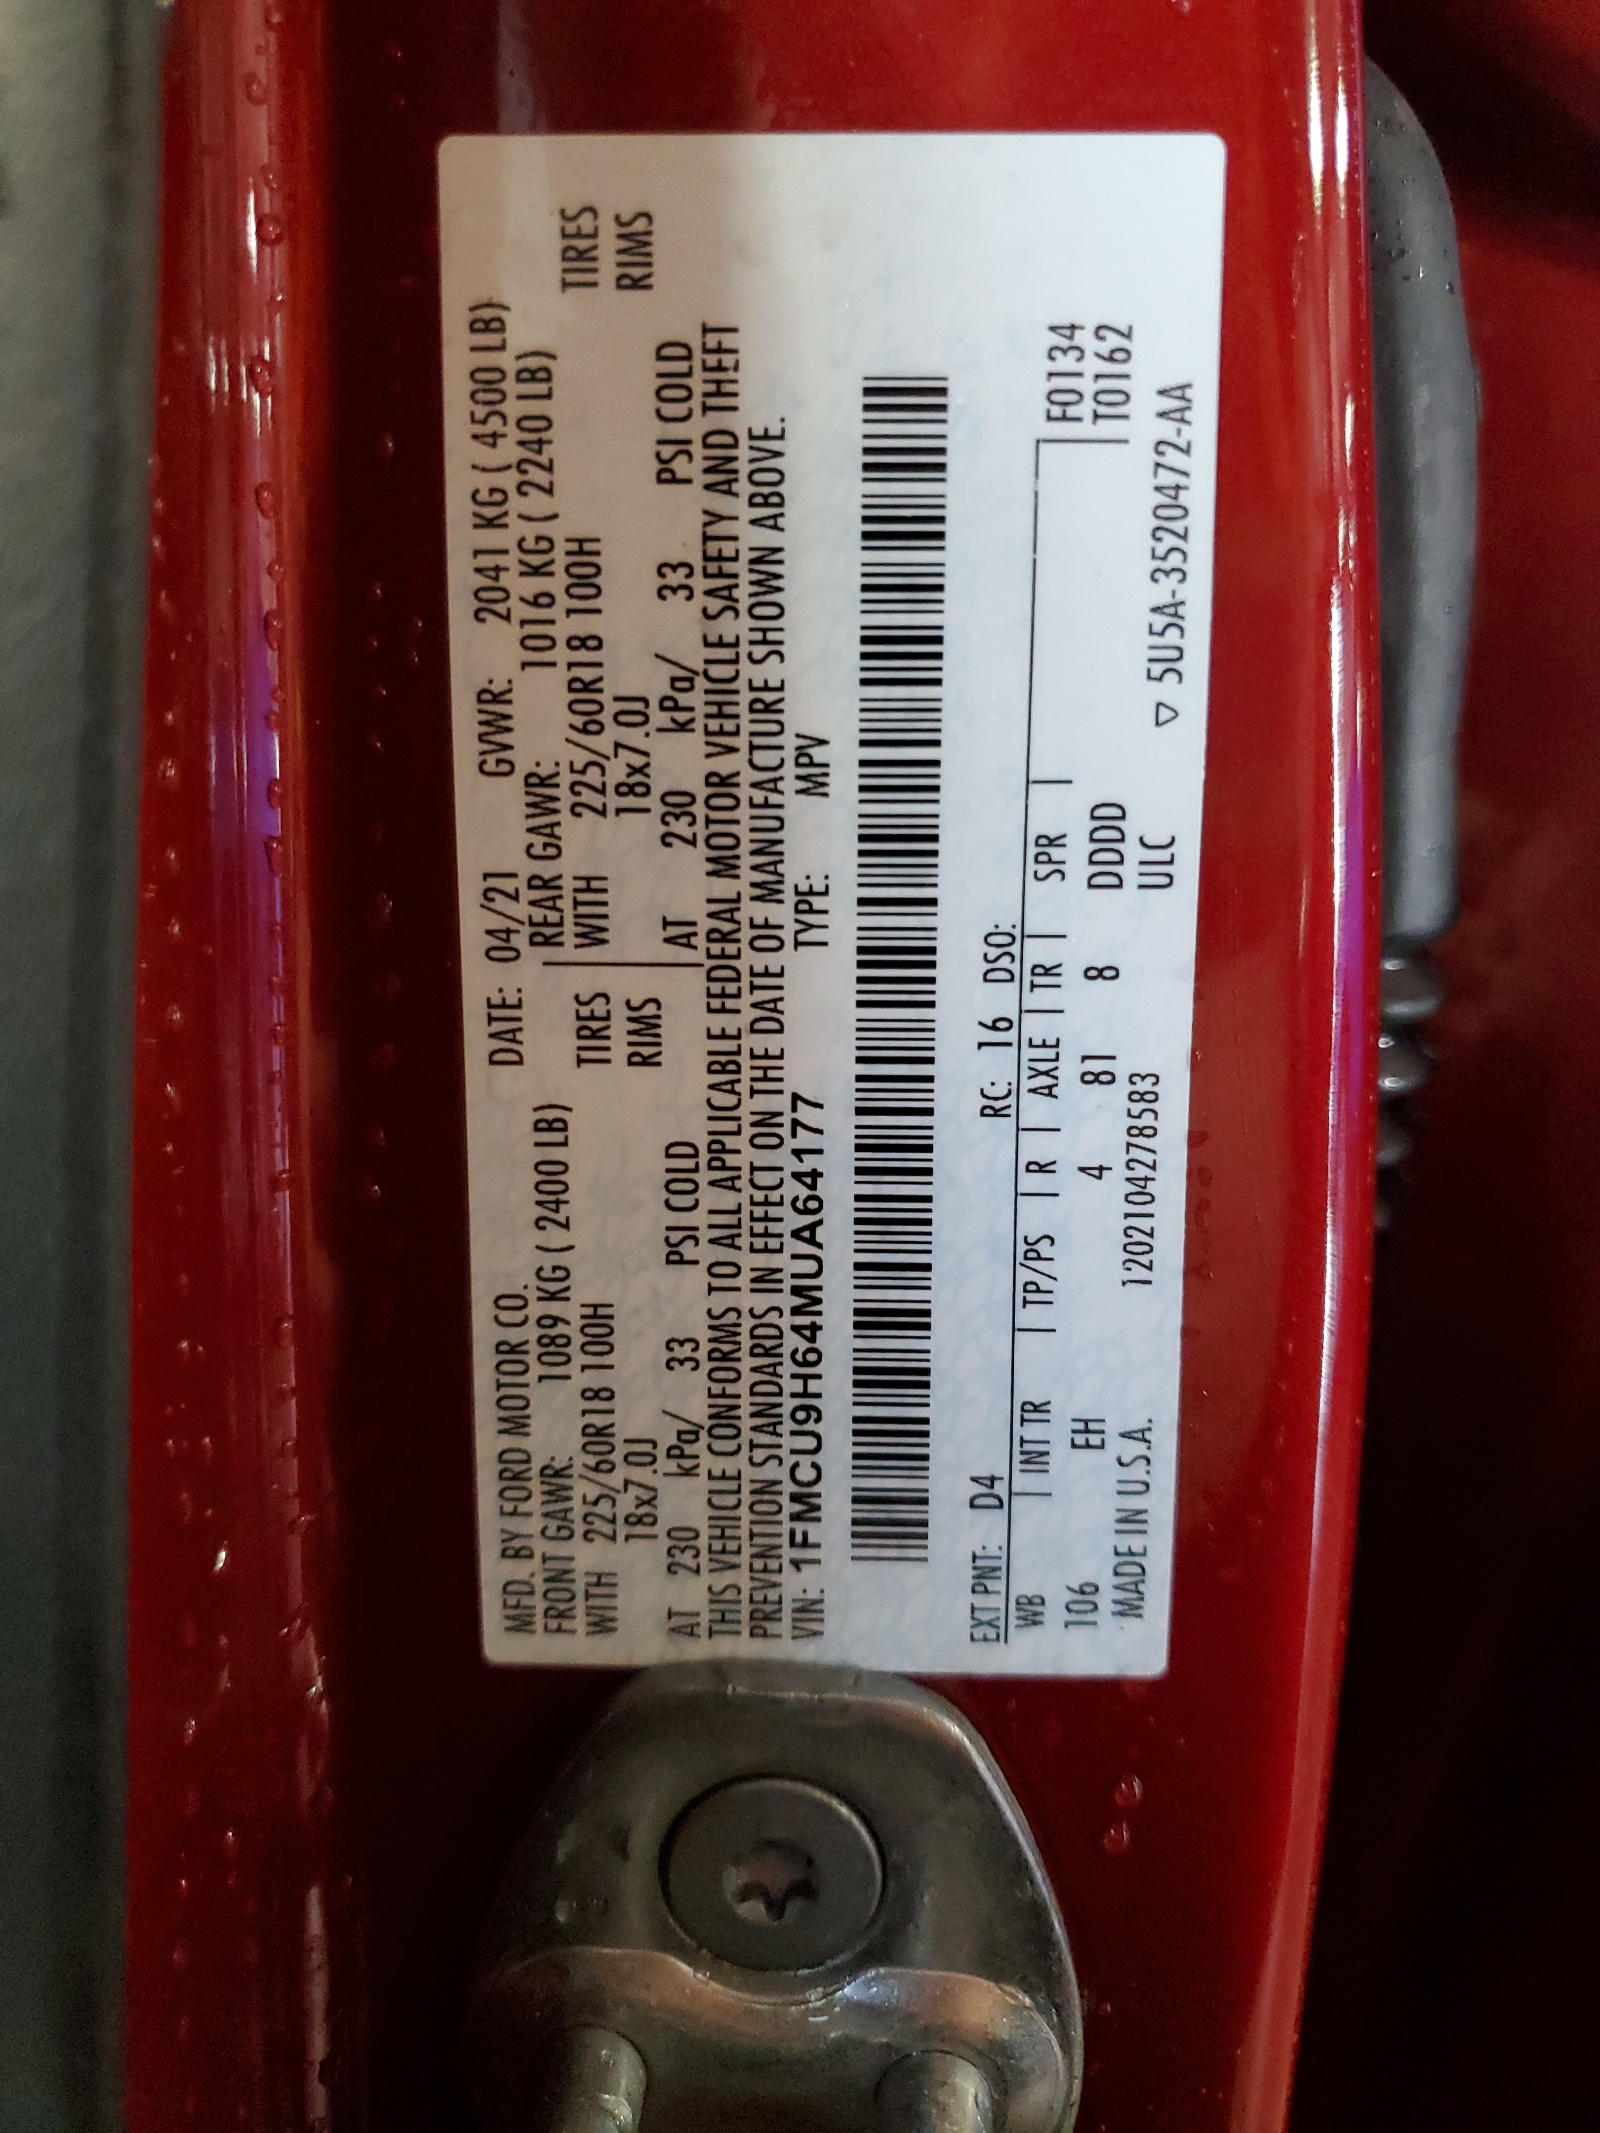 MFD. BY FORD MOTOR CO. DATE: 04/21 GVWR: 2041 KG ( 4500 LB)
FRONT GAWR: 1089 KG ( 2400 LB) REAR GAWR: 1016 KG ( 2240 LB)
WITH 225/60R18 100H TIRES WITH 225/60R18 100H TIRES
18x7.0J RIMS 18x7.0J RIMS
AT 230 kPa/ 33 PSI COLD AT 230 kPa/ 33 PSI COLD
THIS VEHICLE CONFORMS TO ALL APPLICABLE FEDERAL MOTOR VEHICLE SAFETY AND THEFT
PREVENTION STANDARDS IN EFFECT ON THE DATE OF MANUFACTURE SHOWN ABOVE.
VIN: 1FMCU9H64MUA64177 TYPE: MPV
EXT PNT: D4 RC: 16 DSO:
WB | INT TR | TP/PS | R | AXLE | TR | SPR | F0134
106 EH 4 81 8 DDDD T0162
MADE IN U.S.A. 1202104278583 ULC ▽ 5U5A-3520472-AA